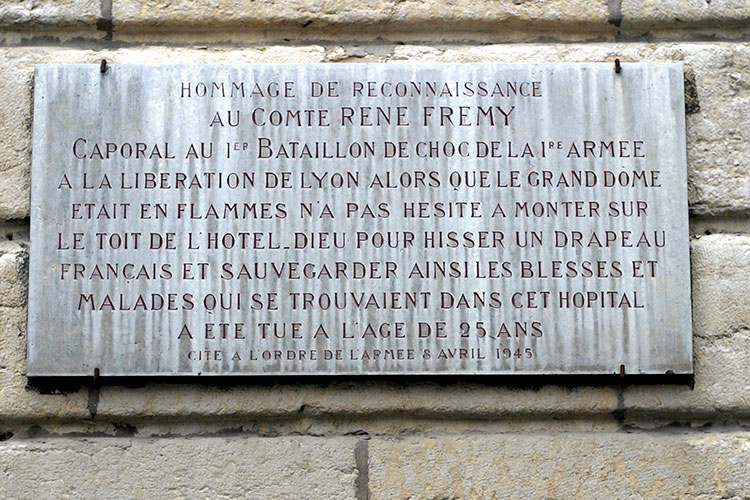 HOMMAGE DE RECONNAISSANCE
AU COMTE RENE FREMY
CAPORAL AU 1ER BATAILLON DE CHOC DE LA 1RE ARMEE
A LA LIBERATION DE LYON ALORS QUE LE GRAND DOME
ETAIT EN FLAMMES N'A PAS HESITE A MONTER SUR
LE TOIT DE L'HOTEL-DIEU POUR HISSER UN DRAPEAU
FRANÇAIS ET SAUVEGARDER AINSI LES BLESSES ET
MALADES QUI SE TROUVAIENT DANS CET HOPITAL
A ETE TUE A L'AGE DE 25 ANS
CITE A L'ORDRE DE L'ARMEE 8 AVRIL 1945